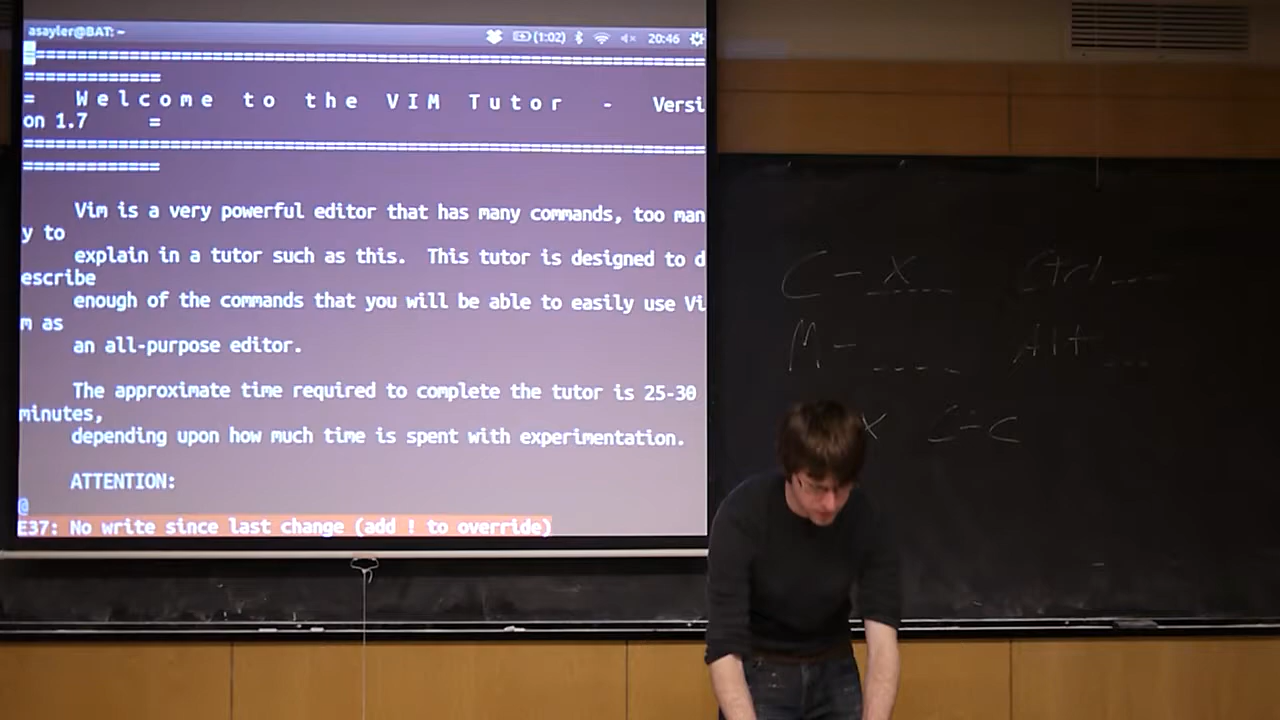 asayler@BAT: ~
(1:02) 20:46
================================================================
=============
= W e l c o m e   t o   t h e   V I M   T u t o r   -   Versi
on 1.7 =
================================================================
=============
Vim is a very powerful editor that has many commands, too man
y to
explain in a tutor such as this. This tutor is designed to d
escribe
enough of the commands that you will be able to easily use Vi
m as
an all-purpose editor.
The approximate time required to complete the tutor is 25-30
minutes,
depending upon how much time is spent with experimentation.
ATTENTION:
@
E37: No write since last change (add ! to override)
C - X Ctrl ---
M - ---- Alt ---
X C-C